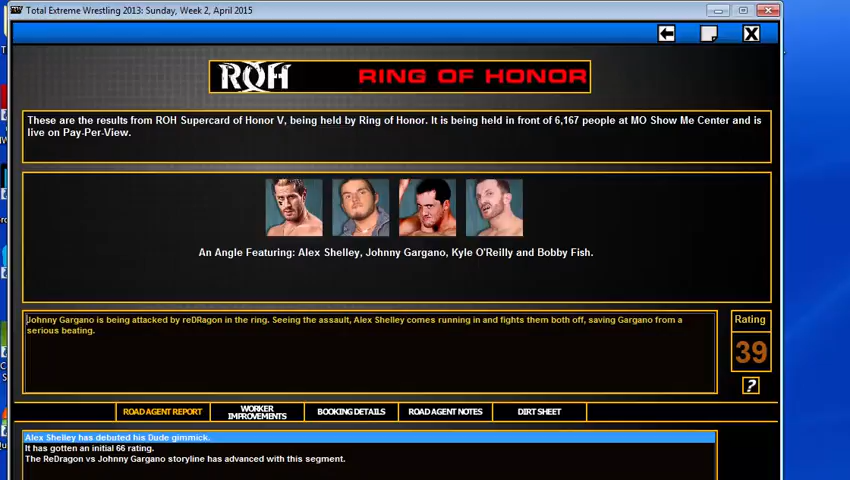 Total Extreme Wrestling 2013: Sunday, Week 2, April 2015
ROH RING OF HONOR
These are the results from ROH Supercard of Honor V, being held by Ring of Honor. It is being held in front of 6,167 people at MO Show Me Center and is
live on Pay-Per-View.
An Angle Featuring: Alex Shelley, Johnny Gargano, Kyle O'Reilly and Bobby Fish.
Johnny Gargano is being attacked by reDRagon in the ring. Seeing the assault, Alex Shelley comes running in and fights them both off, saving Gargano from a
serious beating.
Rating
39
?
ROAD AGENT REPORT
WORKER
IMPROVEMENTS
BOOKING DETAILS
ROAD AGENT NOTES
DIRT SHEET
Alex Shelley has debuted his Dude gimmick.
It has gotten an initial 66 rating.
The ReDragon vs Johnny Gargano storyline has advanced with this segment.